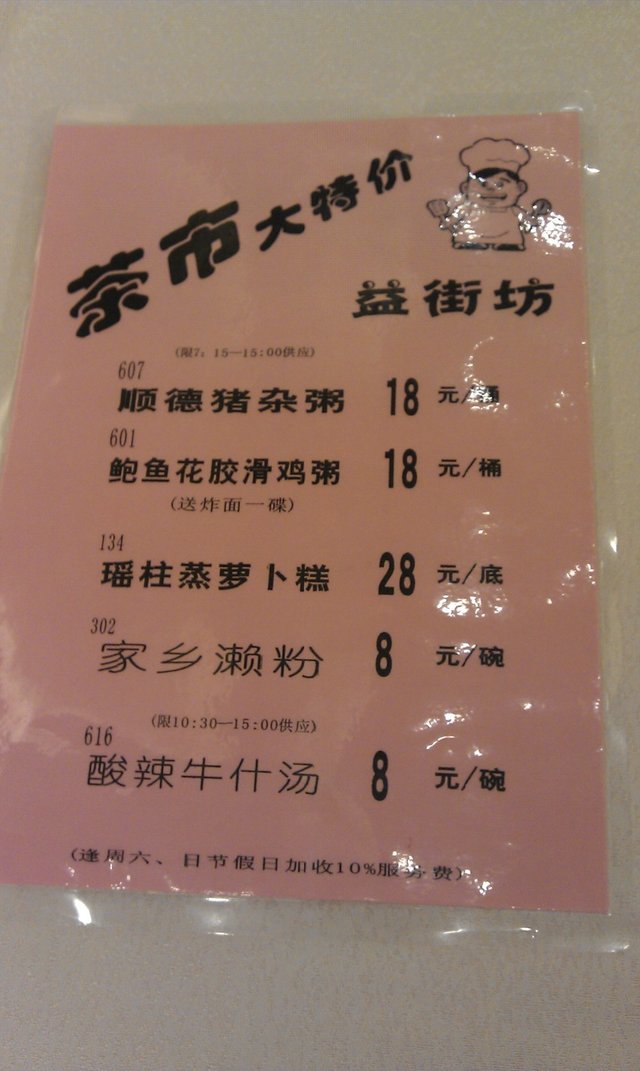 茶市大特价
益街坊
(限7：15—15:00供应)
607
顺德猪杂粥 18 元/桶
601
鲍鱼花胶滑鸡粥 18 元/桶
(送炸面一碟)
134
瑶柱蒸萝卜糕 28 元/底
302
家乡濑粉 8 元/碗
(限10:30—15:00供应)
616
酸辣牛什汤 8 元/碗
(逢周六、日节假日加收10%服务费)